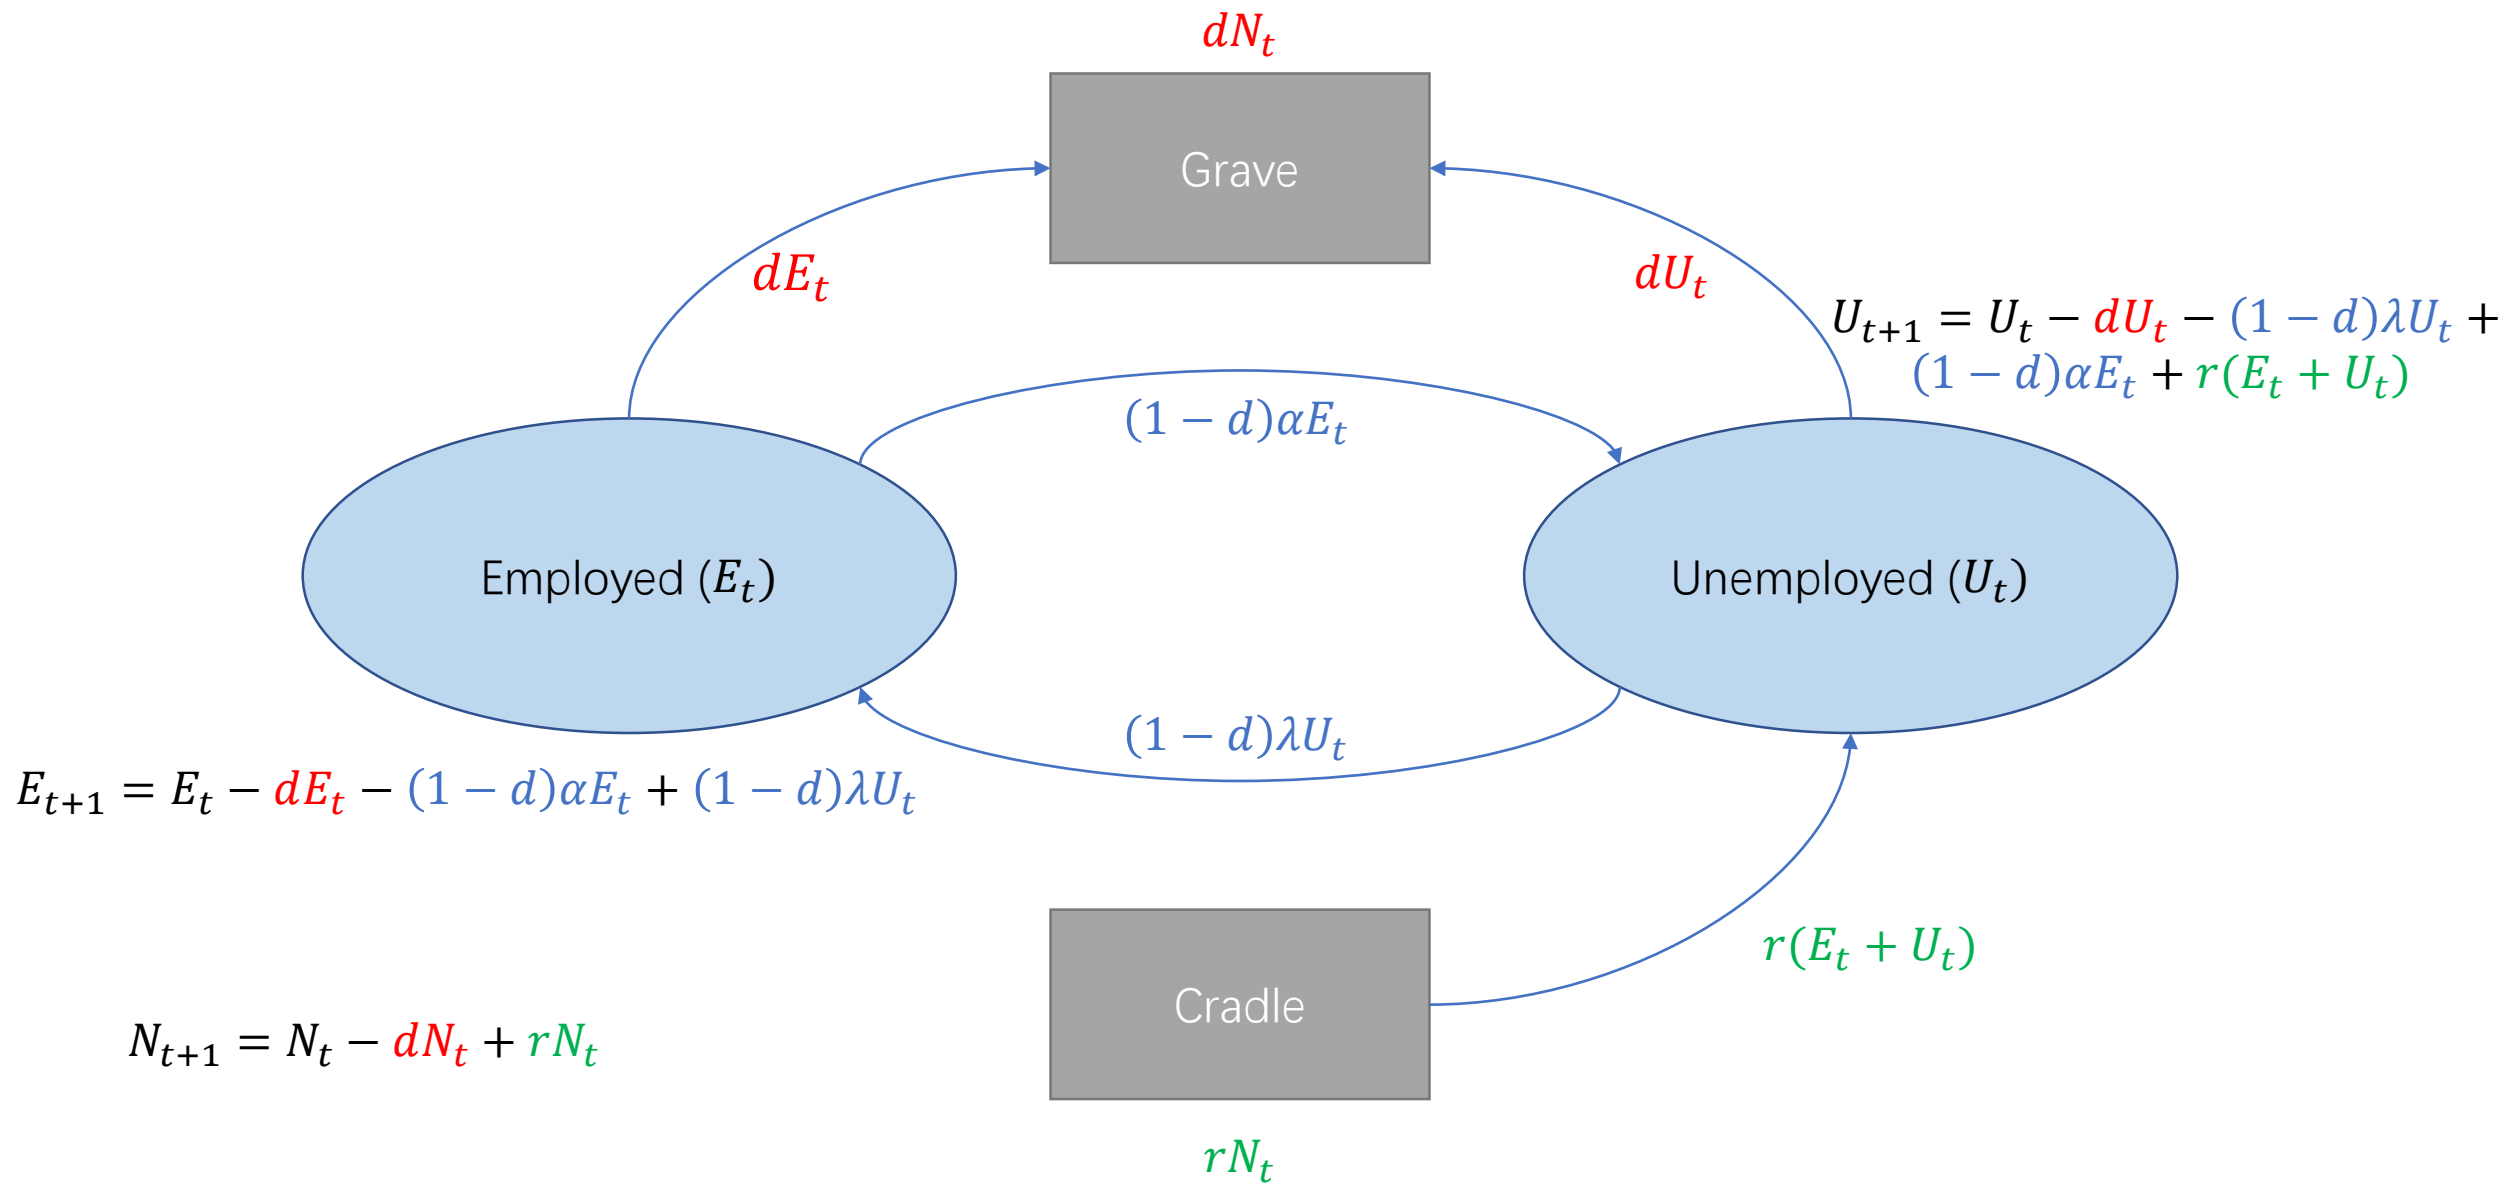 dN_t
Grave
dE_t
dU_t
U_{t+1} = U_t − dU_t − (1 − d)λU_t +
(1 − d)αE_t + r(E_t + U_t)
(1 − d)αE_t
Employed (E_t)
Unemployed (U_t)
(1 − d)λU_t
E_{t+1} = E_t − dE_t − (1 − d)αE_t + (1 − d)λU_t
r(E_t + U_t)
Cradle
N_{t+1} = N_t − dN_t + rN_t
rN_t